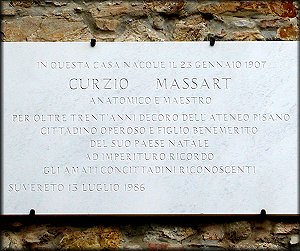 IN QUESTA CASA NACQUE IL 23 GENNAIO 1907
CURZIO MASSART
ANATOMICO E MAESTRO
PER OLTRE TRENT'ANNI DECORO DELL'ATENEO PISANO
CITTADINO OPEROSO E FIGLIO BENEMERITO
DEL SUO PAESE NATALE
AD IMPERITURO RICORDO
GLI AMATI CONCITTADINI RICONOSCENTI
SUVERETO 13 LUGLIO 1986